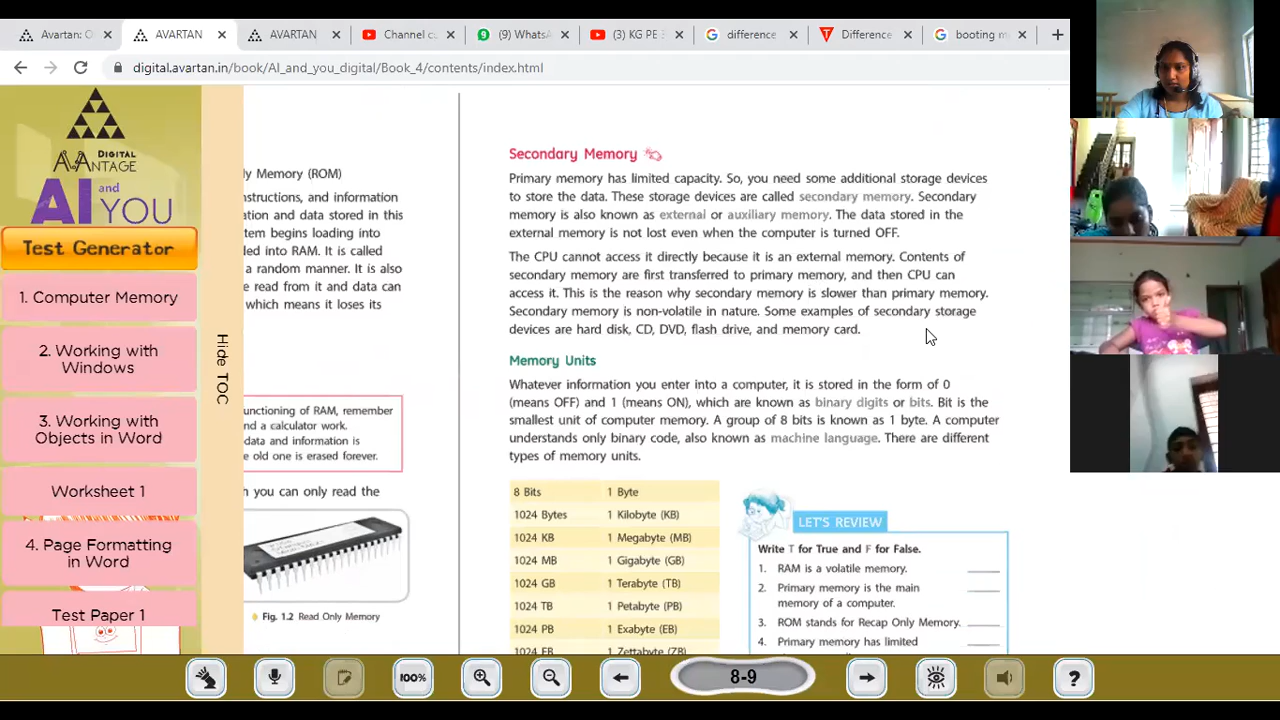 Avartan: O
AVARTAN
AVARTAN
Channel c
(9) WhatsA
(3) KG PE
difference
Difference
booting m
digital.avartan.in/book/AI_and_you_digital/Book_4/contents/index.html
DIGITAL
AVANTAGE
AI and YOU
Test Generator
1. Computer Memory
2. Working with
Windows
3. Working with
Objects in Word
Worksheet 1
4. Page Formatting
in Word
Test Paper 1
Hide TOC
ly Memory (ROM)
nstructions, and information
ation and data stored in this
tem begins loading into
ded into RAM. It is called
a random manner. It is also
e read from it and data can
which means it loses its
unctioning of RAM, remember
nd a calculator work.
data and information is
e old one is erased forever.
h you can only read the
Fig. 1.2 Read Only Memory
Secondary Memory
Primary memory has limited capacity. So, you need some additional storage devices
to store the data. These storage devices are called secondary memory. Secondary
memory is also known as external or auxiliary memory. The data stored in the
external memory is not lost even when the computer is turned OFF.
The CPU cannot access it directly because it is an external memory. Contents of
secondary memory are first transferred to primary memory, and then CPU can
access it. This is the reason why secondary memory is slower than primary memory.
Secondary memory is non-volatile in nature. Some examples of secondary storage
devices are hard disk, CD, DVD, flash drive, and memory card.
Memory Units
Whatever information you enter into a computer, it is stored in the form of 0
(means OFF) and 1 (means ON), which are known as binary digits or bits. Bit is the
smallest unit of computer memory. A group of 8 bits is known as 1 byte. A computer
understands only binary code, also known as machine language. There are different
types of memory units.
8 Bits 1 Byte
1024 Bytes 1 Kilobyte (KB)
1024 KB 1 Megabyte (MB)
1024 MB 1 Gigabyte (GB)
1024 GB 1 Terabyte (TB)
1024 TB 1 Petabyte (PB)
1024 PB 1 Exabyte (EB)
1024 EB 1 Zettabyte (ZB)
LET'S REVIEW
Write T for True and F for False.
1. RAM is a volatile memory. ______
2. Primary memory is the main
memory of a computer. ______
3. ROM stands for Recap Only Memory. ______
4. Primary memory has limited
100%
8-9
?